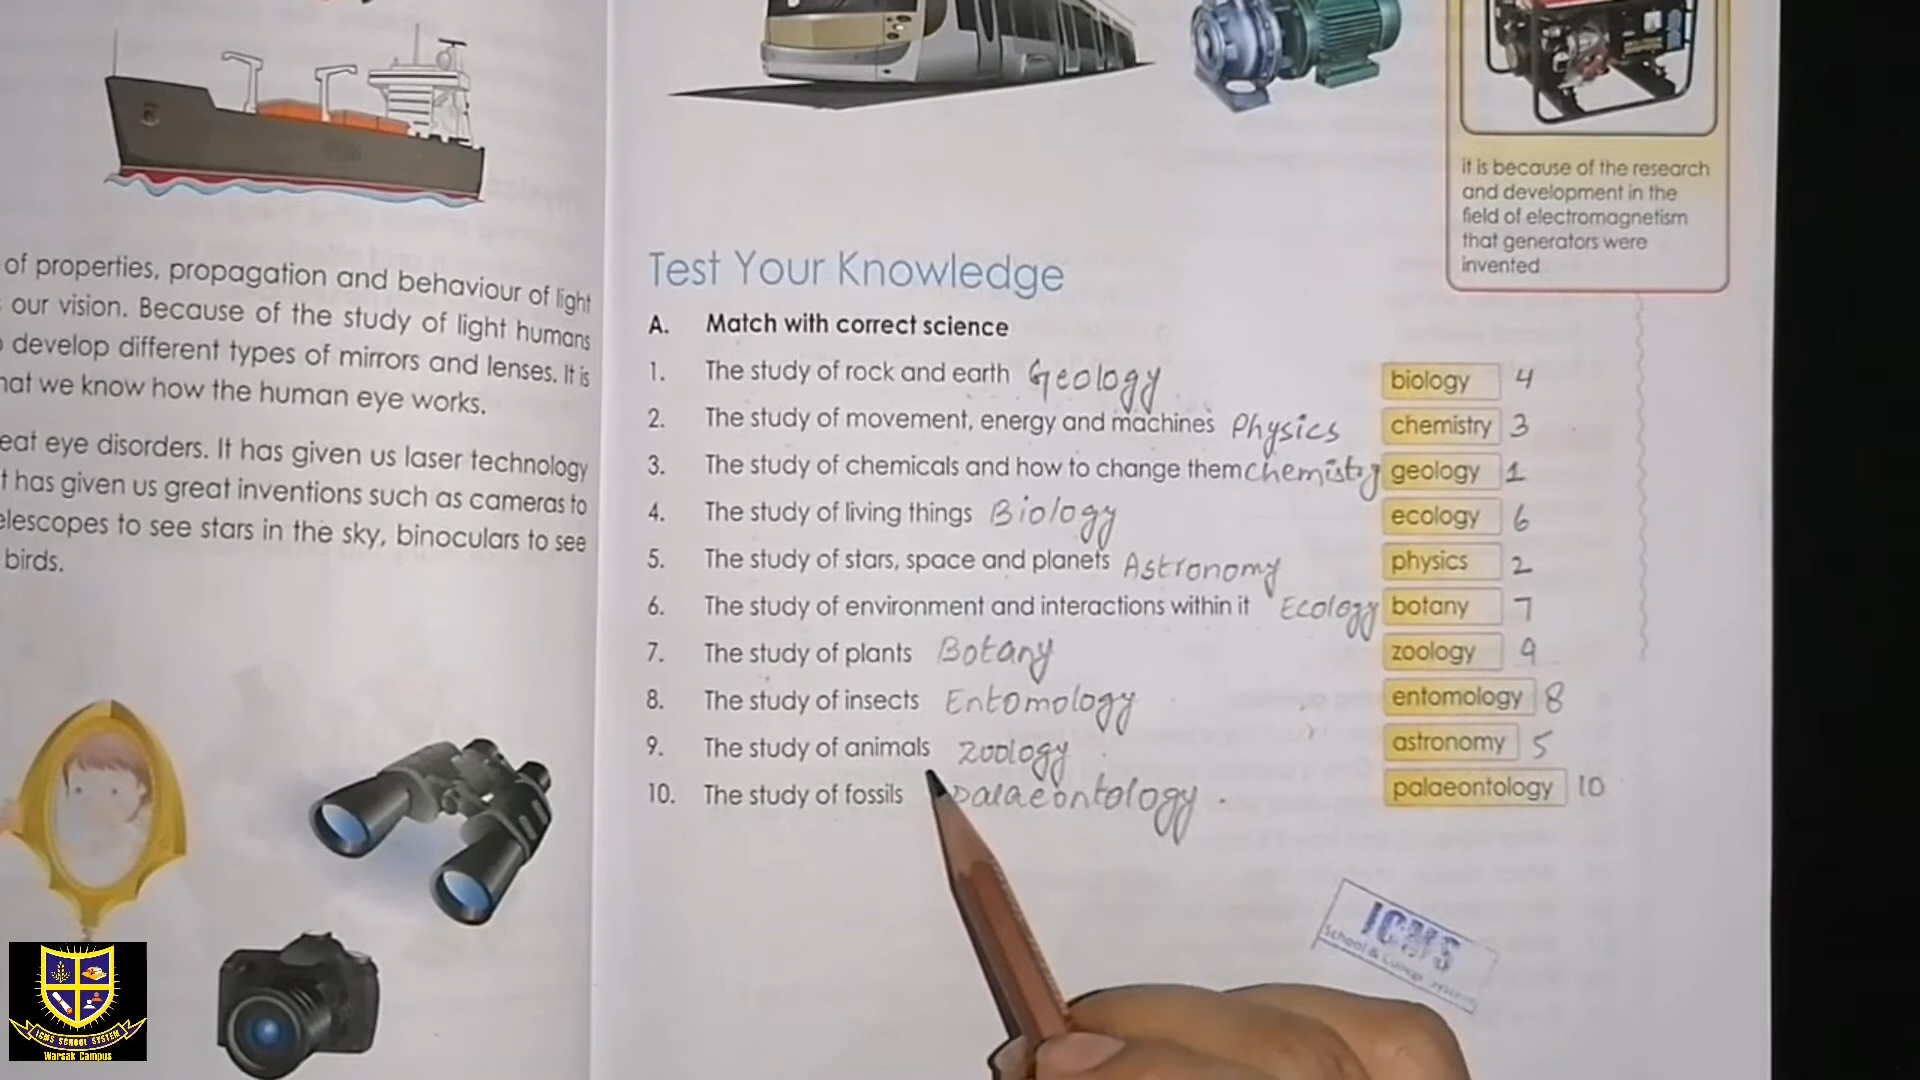 of properties, propagation and behaviour of light
our vision. Because of the study of light humans
develop different types of mirrors and lenses. It is
hat we know how the human eye works.
eat eye disorders. It has given us laser technology
t has given us great inventions such as cameras to
elescopes to see stars in the sky, binoculars to see
birds.
it is because of the research
and development in the
field of electromagnetism
that generators were
invented
Test Your Knowledge
A. Match with correct science
1. The study of rock and earth Geology
2. The study of movement, energy and machines Physics
3. The study of chemicals and how to change them chemistry
4. The study of living things Biology
5. The study of stars, space and planets Astronomy
6. The study of environment and interactions within it Ecology
7. The study of plants Botany
8. The study of insects Entomology
9. The study of animals Zoology
10. The study of fossils palaeontology.
biology 4
chemistry 3
geology 1
ecology 6
physics 2
botany 7
zoology 9
entomology 8
astronomy 5
palaeontology 10
ICMS
School & College
ICMS SCHOOL SYSTEM
Warsak Campus